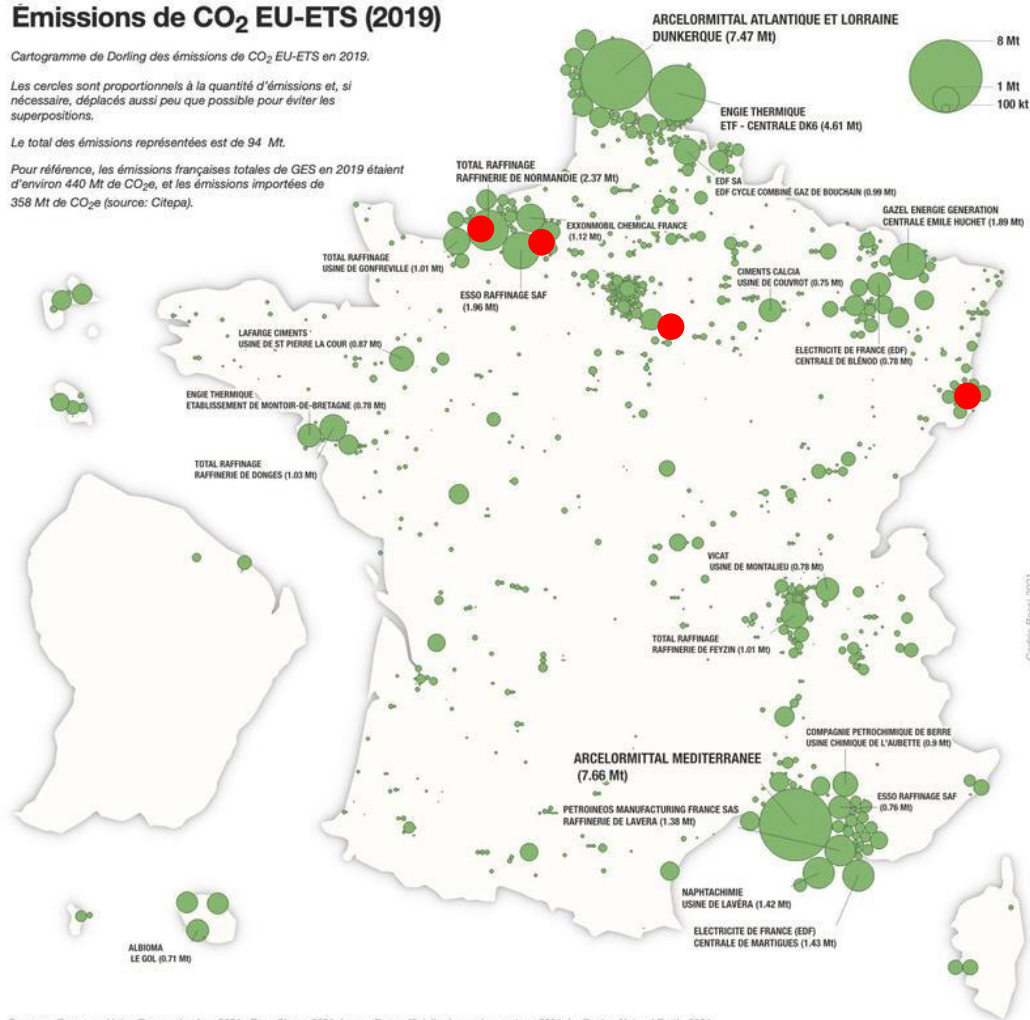 Émissions de CO₂ EU-ETS (2019)
Cartogramme de Dorling des émissions de CO₂ EU-ETS en 2019.
Les cercles sont proportionnels à la quantité d'émissions et, si
nécessaire, déplacés aussi peu que possible pour éviter les
superpositions.
Le total des émissions représentées est de 94 Mt.
Pour référence, les émissions françaises totales de GES en 2019 étaient
d'environ 440 Mt de CO₂e, et les émissions importées de
358 Mt de CO₂e (source: Citepa).
8 Mt
1 Mt
100 kt
ARCELORMITTAL ATLANTIQUE ET LORRAINE
DUNKERQUE (7.47 Mt)
ENGIE THERMIQUE
ETF - CENTRALE DK6 (4.61 Mt)
TOTAL RAFFINAGE
RAFFINERIE DE NORMANDIE (2.37 Mt)
EDF SA
EDF CYCLE COMBINÉ GAZ DE BOUCHAIN (0.99 Mt)
EXXONMOBIL CHEMICAL FRANCE
(1.12 Mt)
GAZEL ENERGIE GENERATION
CENTRALE EMILE HUCHET (1.89 Mt)
TOTAL RAFFINAGE
USINE DE GONFREVILLE (1.01 Mt)
ESSO RAFFINAGE SAF
(1.96 Mt)
CIMENTS CALCIA
USINE DE COUVROT (0.75 Mt)
LAFARGE CIMENTS
USINE DE ST PIERRE LA COUR (0.87 Mt)
ELECTRICITE DE FRANCE (EDF)
CENTRALE DE BLÉNOD (0.78 Mt)
ENGIE THERMIQUE
ETABLISSEMENT DE MONTOIR-DE-BRETAGNE (0.78 Mt)
TOTAL RAFFINAGE
RAFFINERIE DE DONGES (1.03 Mt)
VICAT
USINE DE MONTALIEU (0.78 Mt)
TOTAL RAFFINAGE
RAFFINERIE DE FEYZIN (1.01 Mt)
COMPAGNIE PETROCHIMIQUE DE BERRE
USINE CHIMIQUE DE L'AUBETTE (0.9 Mt)
ARCELORMITTAL MEDITERRANEE
(7.66 Mt)
ESSO RAFFINAGE SAF
(0.76 Mt)
PETROINEOS MANUFACTURING FRANCE SAS
RAFFINERIE DE LAVERA (1.38 Mt)
NAPHTACHIMIE
USINE DE LAVÉRA (1.42 Mt)
ELECTRICITE DE FRANCE (EDF)
CENTRALE DE MARTIGUES (1.43 Mt)
ALBIOMA
LE GOL (0.71 Mt)